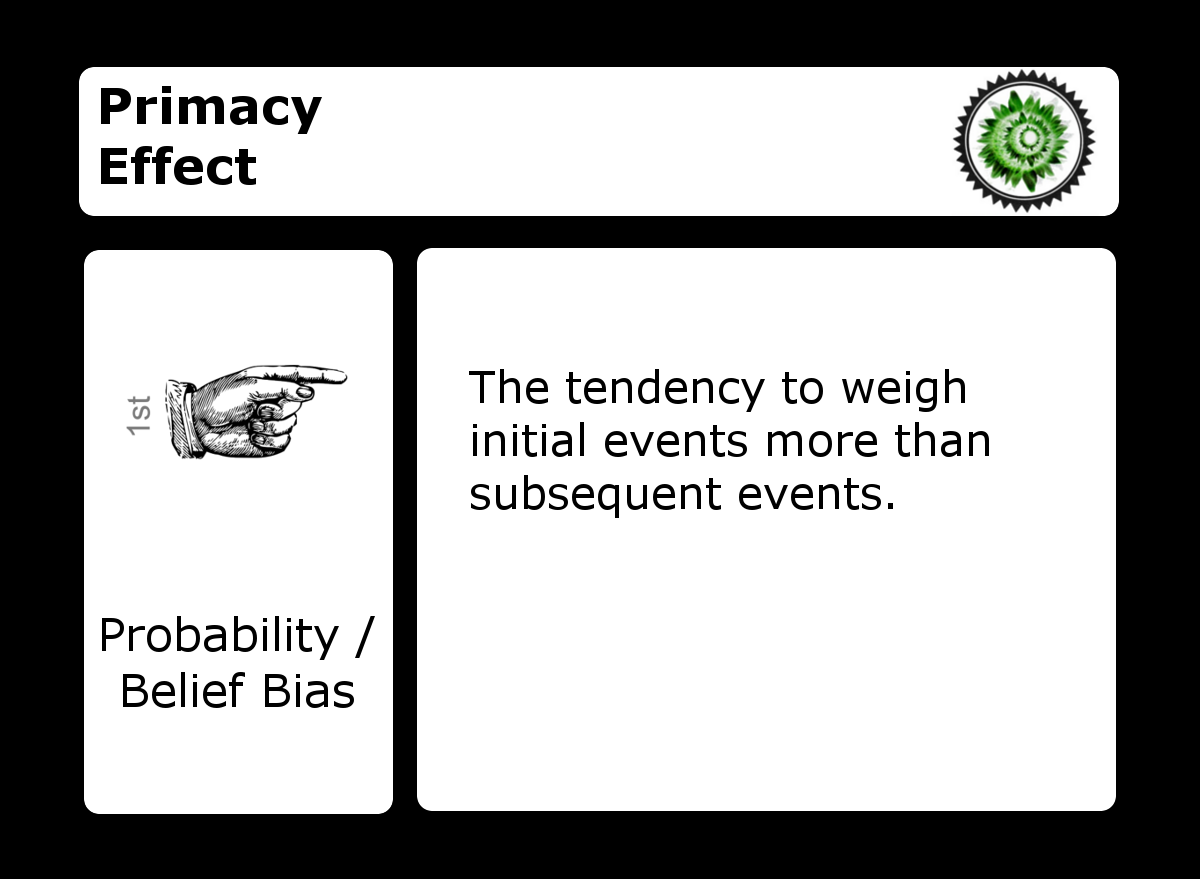 Primacy
Effect
1st
Probability /
Belief Bias
The tendency to weigh
initial events more than
subsequent events.